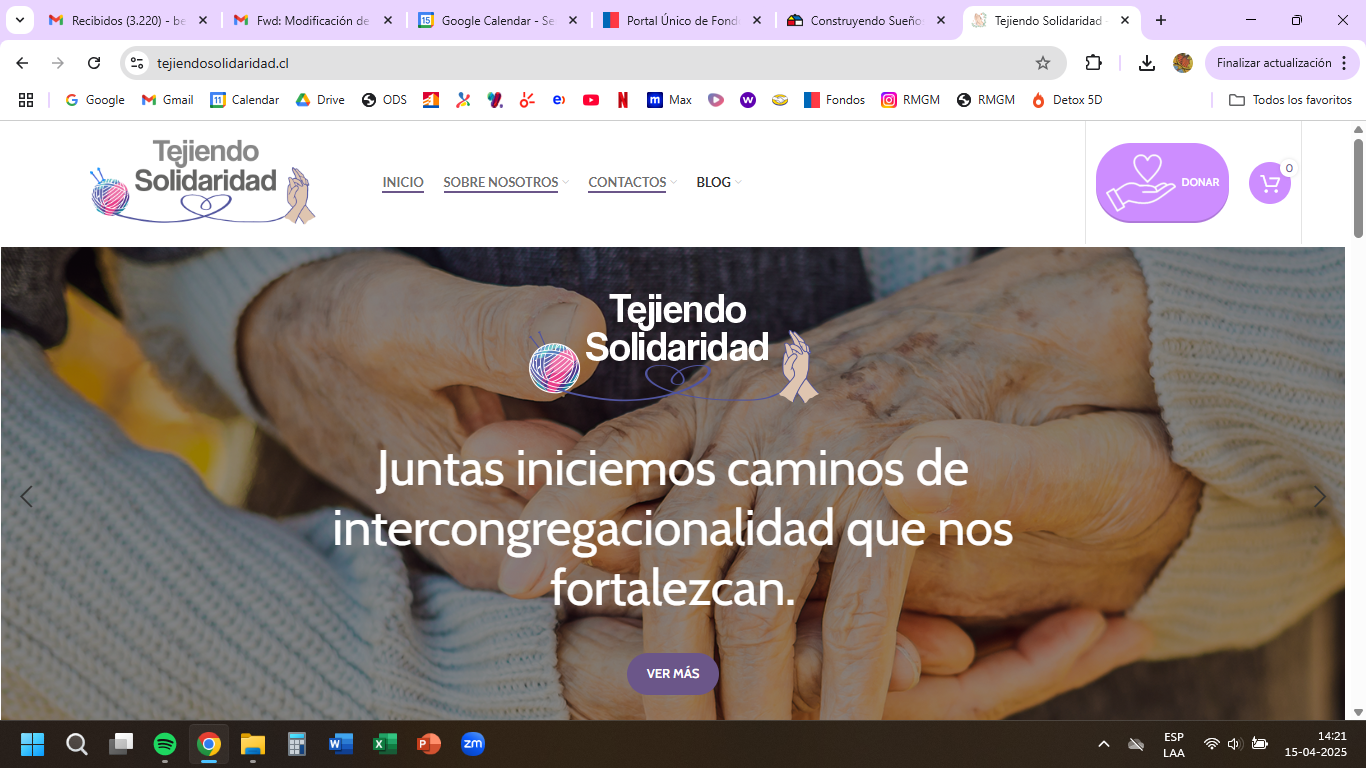 Recibidos (3.220) - be
Fwd: Modificación de
Google Calendar - Se
Portal Único de Fond
Construyendo Sueño
Tejiendo Solidaridad
tejiendosolidaridad.cl
Finalizar actualización
Google
Gmail
Calendar
Drive
ODS
Max
Fondos
RMGM
RMGM
Detox 5D
Todos los favoritos
Tejiendo
Solidaridad
INICIO
SOBRE NOSOTROS
CONTACTOS
BLOG
DONAR
0
Tejiendo
Solidaridad
Juntas iniciemos caminos de
intercongregacionalidad que nos
fortalezcan.
VER MÁS
zm
ESP
LAA
14:21
15-04-2025